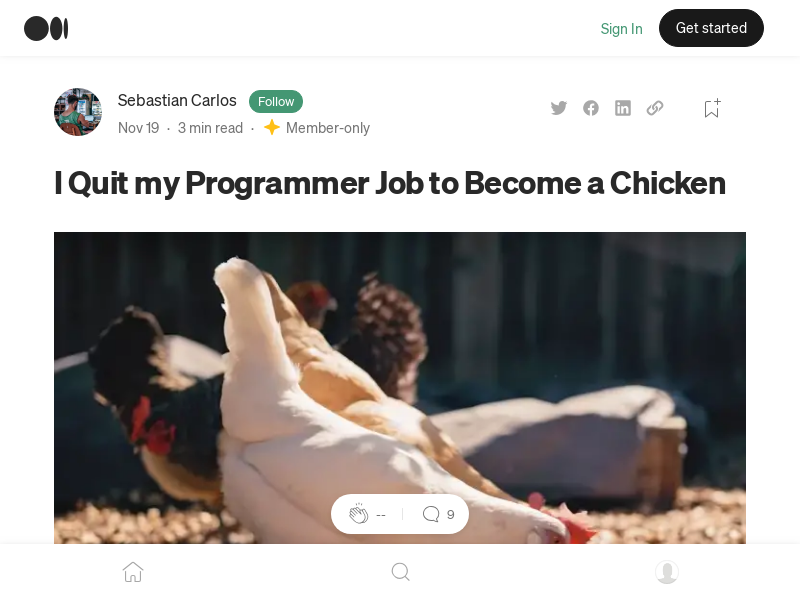 Sign In
Get started
Sebastian Carlos
Follow
Nov 19 · 3 min read · Member-only
I Quit my Programmer Job to Become a Chicken
--
9